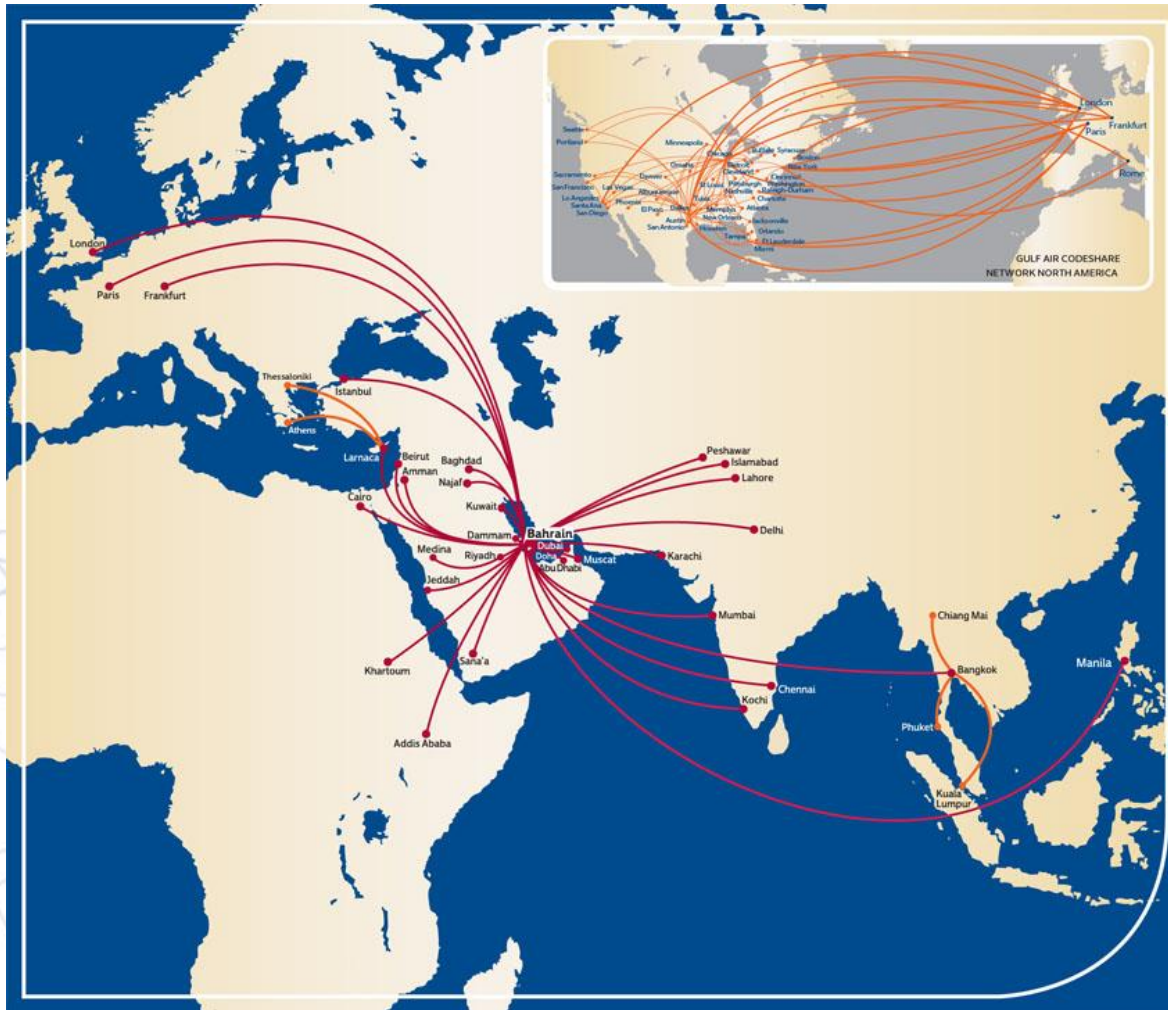 Seattle
Portland
Minneapolis
Chicago
Buffalo
Syracuse
Boston
New York
Detroit
Cleveland
Omaha
Sacramento
San Francisco
Las Vegas
Denver
Albuquerque
St Louis
Pittsburgh
Nashville
Cincinnati
Washington
Raleigh-Durham
Lo Angeles
Santa Ana
San Diego
Phoenix
El Paso
Dallas
Tulsa
Memphis
Charlotte
Atlanta
Austin
San Antonio
New Orleans
Houston
Jacksonville
Tampa
Orlando
Ft Lauderdale
Miami
London
Paris
Frankfurt
Rome
GULF AIR CODESHARE
NETWORK NORTH AMERICA
London
Paris
Frankfurt
Thessaloniki
Istanbul
Athens
Larnaca
Beirut
Amman
Baghdad
Najaf
Cairo
Kuwait
Peshawar
Islamabad
Lahore
Delhi
Dammam
Bahrain
Dubai
Doha
Abu Dhabi
Muscat
Karachi
Medina
Riyadh
Jeddah
Mumbai
Chiang Mai
Khartoum
Sana'a
Bangkok
Manila
Chennai
Kochi
Addis Ababa
Phuket
Kuala
Lumpur